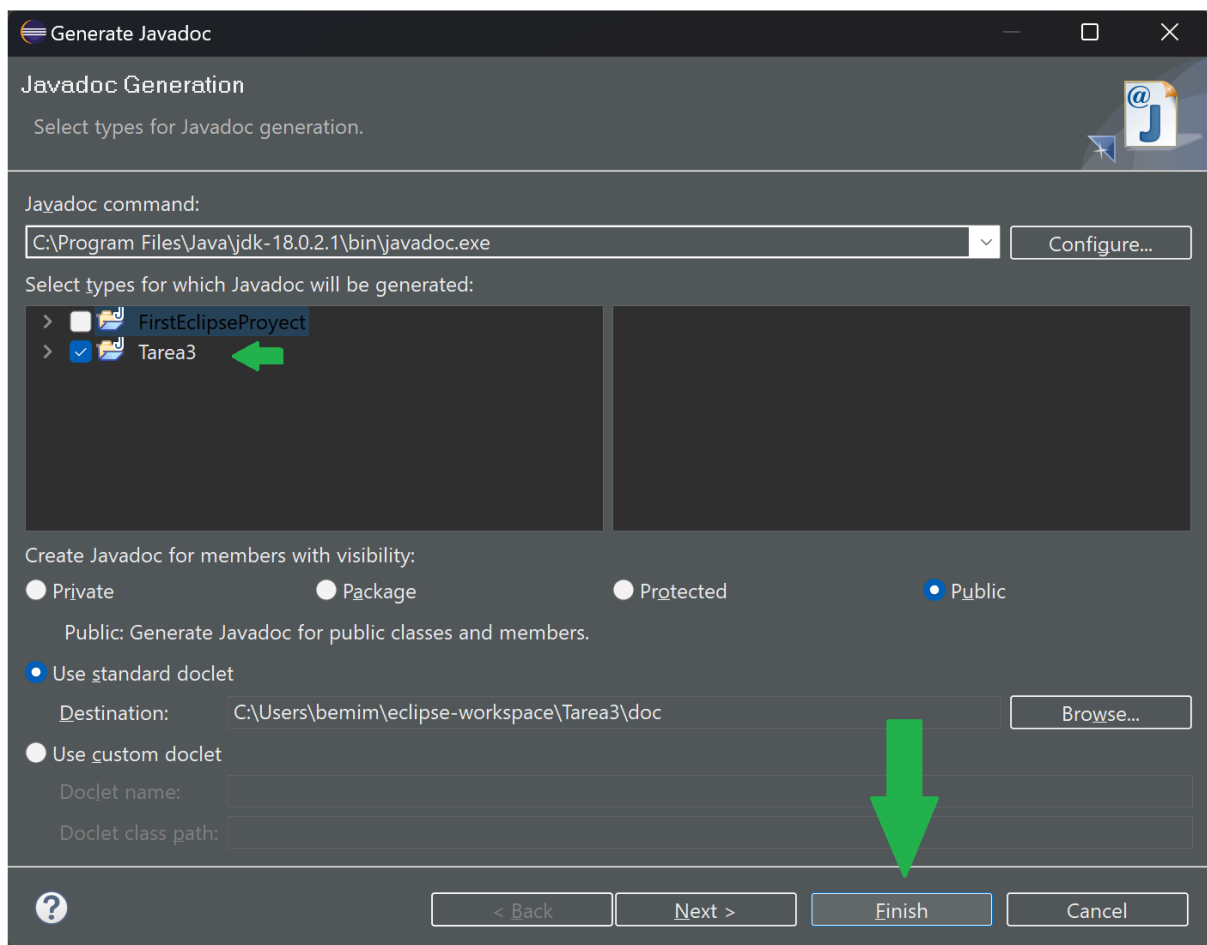 Generate Javadoc
Javadoc Generation
Select types for Javadoc generation.
@J
Javadoc command:
C:\Program Files\Java\jdk-18.0.2.1\bin\javadoc.exe
Configure...
Select types for which Javadoc will be generated:
FirstEclipseProyect
Tarea3
Create Javadoc for members with visibility:
Private Package Protected Public
Public: Generate Javadoc for public classes and members.
Use standard doclet
Destination: C:\Users\bemim\eclipse-workspace\Tarea3\doc Browse...
Use custom doclet
Doclet name:
Doclet class path:
? < Back Next > Finish Cancel